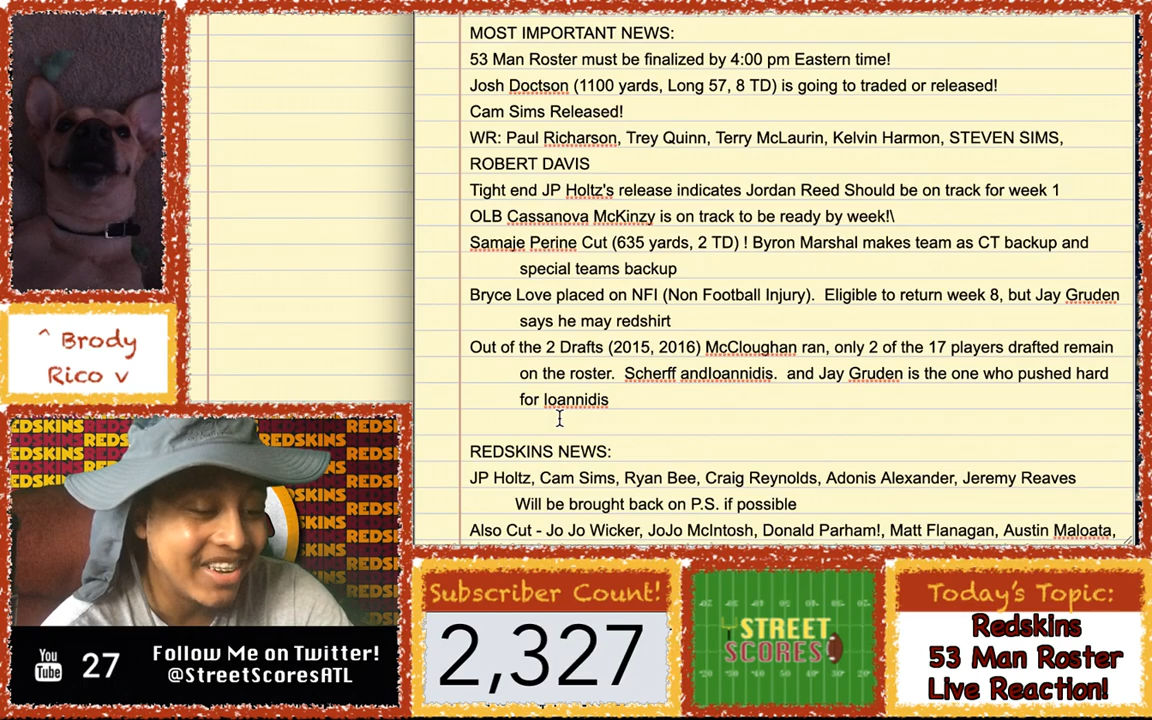 MOST IMPORTANT NEWS:
53 Man Roster must be finalized by 4:00 pm Eastern time!
Josh Doctson (1100 yards, Long 57, 8 TD) is going to traded or released!
Cam Sims Released!
WR: Paul Richarson, Trey Quinn, Terry McLaurin, Kelvin Harmon, STEVEN SIMS,
ROBERT DAVIS
Tight end JP Holtz's release indicates Jordan Reed Should be on track for week 1
OLB Cassanova McKinzy is on track to be ready by week!\
Samaje Perine Cut (635 yards, 2 TD) ! Byron Marshal makes team as CT backup and
special teams backup
Bryce Love placed on NFI (Non Football Injury).  Eligible to return week 8, but Jay Gruden
says he may redshirt
Out of the 2 Drafts (2015, 2016) McCloughan ran, only 2 of the 17 players drafted remain
on the roster.  Scherff andIoannidis.  and Jay Gruden is the one who pushed hard
for Ioannidis
REDSKINS NEWS:
JP Holtz, Cam Sims, Ryan Bee, Craig Reynolds, Adonis Alexander, Jeremy Reaves
Will be brought back on P.S. if possible
Also Cut - Jo Jo Wicker, JoJo McIntosh, Donald Parham!, Matt Flanagan, Austin Maloata,
^ Brody
Rico v
REDSKINS
You
Tube
27
Follow Me on Twitter!
@StreetScoresATL
Subscriber Count!
2,327
STREET
SCORES
Today's Topic:
Redskins
53 Man Roster
Live Reaction!